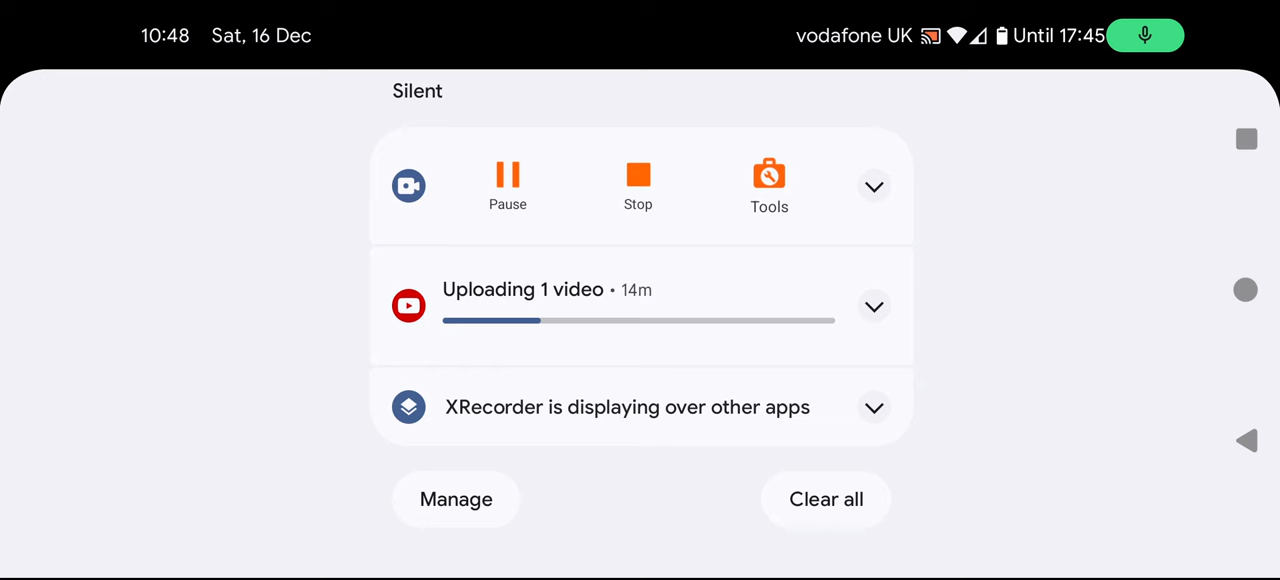 10:48 Sat, 16 Dec vodafone UK Until 17:45
Silent
Pause Stop Tools
Uploading 1 video • 14m
XRecorder is displaying over other apps
Manage Clear all